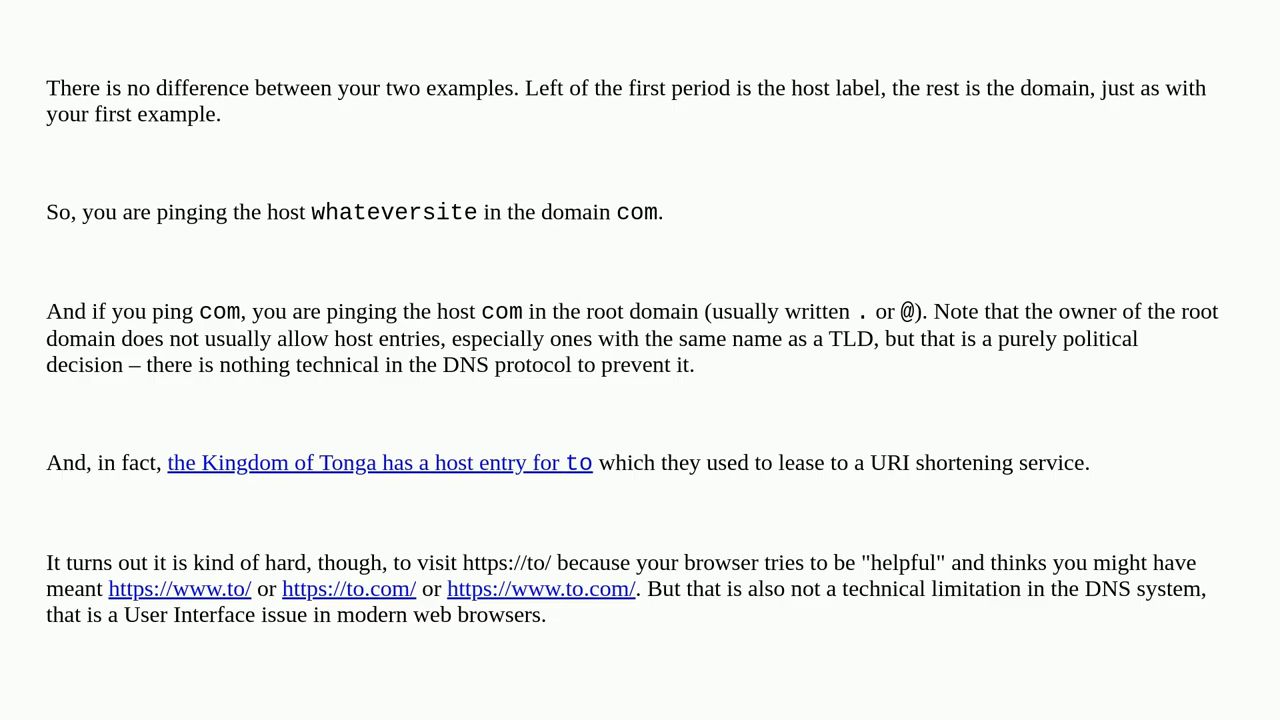 There is no difference between your two examples. Left of the first period is the host label, the rest is the domain, just as with
your first example.
So, you are pinging the host whateversite in the domain com.
And if you ping com, you are pinging the host com in the root domain (usually written . or @). Note that the owner of the root
domain does not usually allow host entries, especially ones with the same name as a TLD, but that is a purely political
decision – there is nothing technical in the DNS protocol to prevent it.
And, in fact, the Kingdom of Tonga has a host entry for to which they used to lease to a URI shortening service.
It turns out it is kind of hard, though, to visit https://to/ because your browser tries to be "helpful" and thinks you might have
meant https://www.to/ or https://to.com/ or https://www.to.com/. But that is also not a technical limitation in the DNS system,
that is a User Interface issue in modern web browsers.